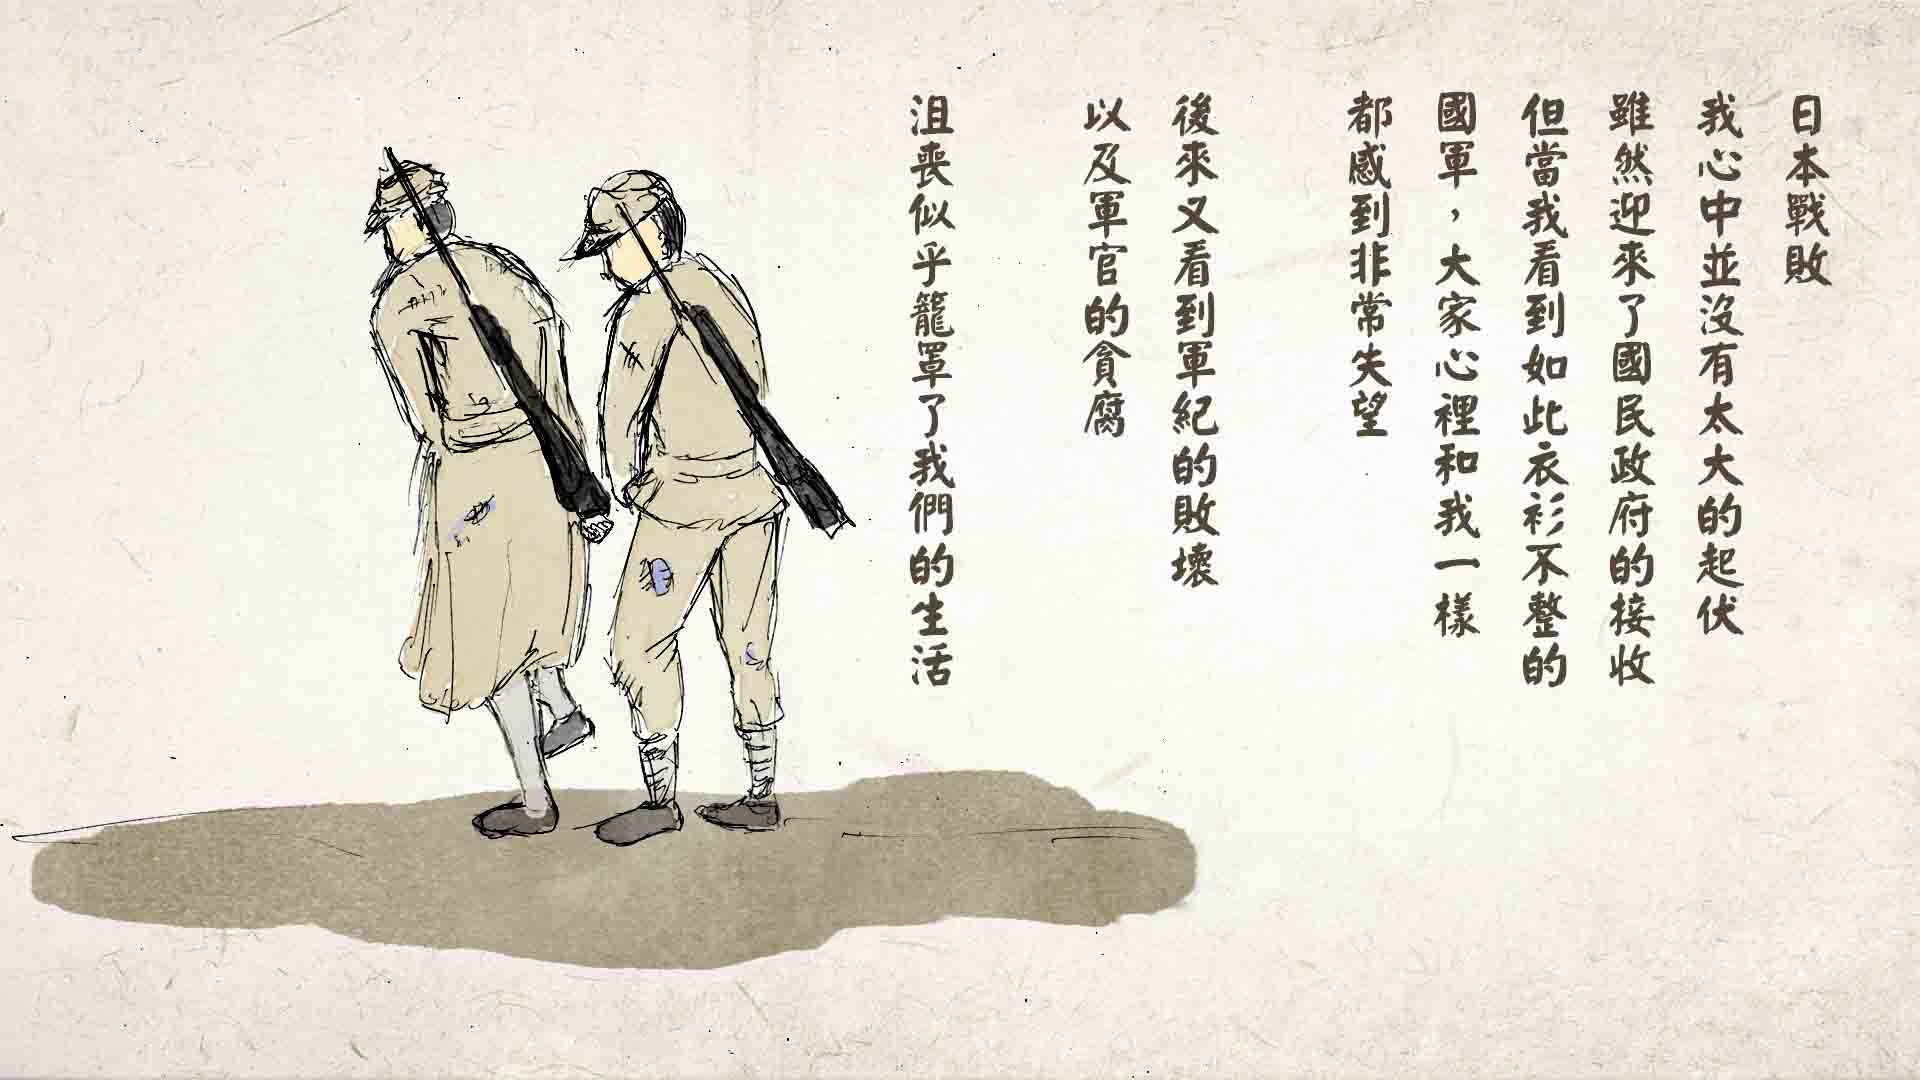 日本戰敗
我心中並沒有太大的起伏
雖然迎來了國民政府的接收
但當我看到如此衣衫不整的
國軍，大家心裡和我一樣
都感到非常失望
後來又看到軍紀的敗壞
以及軍官的貪腐
沮喪似乎籠罩了我們的生活